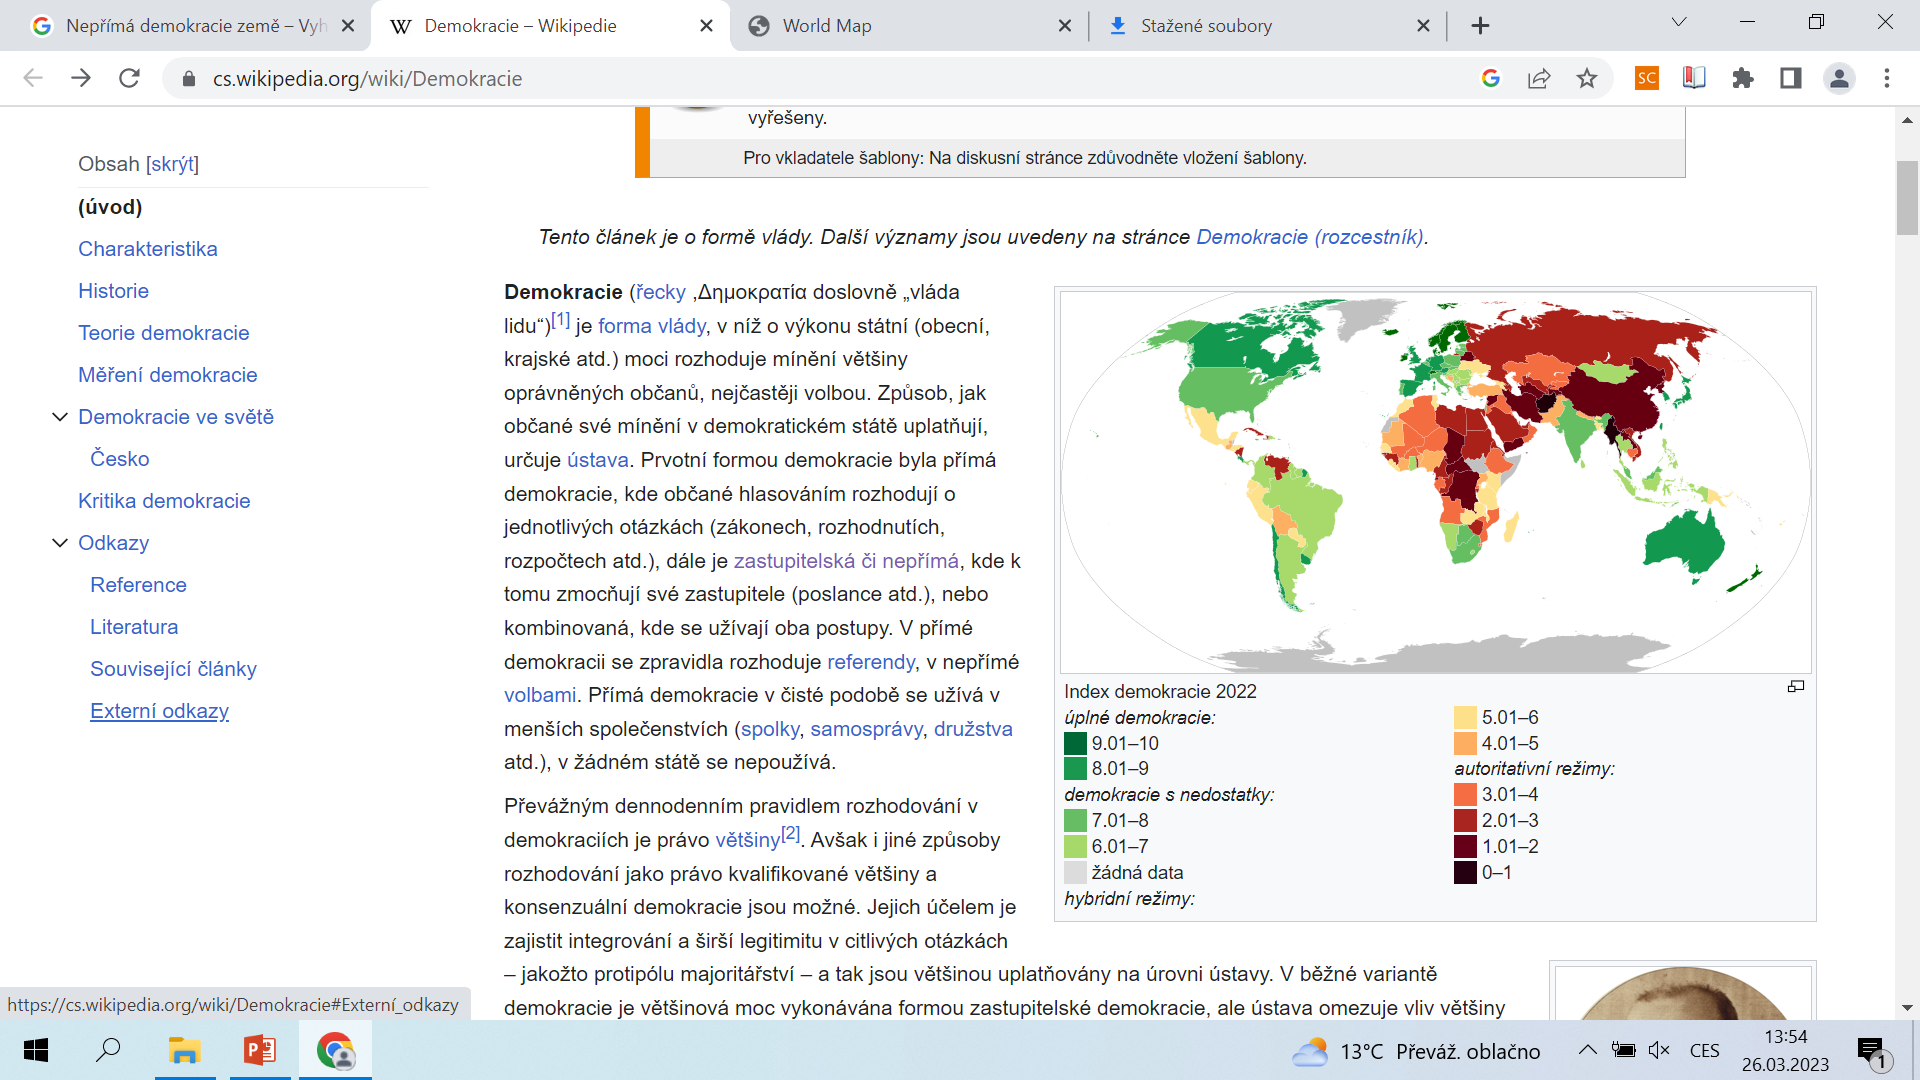 Nepřímá demokracie země – Vyh
Demokracie – Wikipedie
World Map
Stažené soubory
cs.wikipedia.org/wiki/Demokracie
SC
vyřešeny.
Pro vkladatele šablony: Na diskusní stránce zdůvodněte vložení šablony.
Obsah [skrýt]
(úvod)
Charakteristika
Historie
Teorie demokracie
Měření demokracie
Demokracie ve světě
Česko
Kritika demokracie
Odkazy
Reference
Literatura
Související články
Externí odkazy
Tento článek je o formě vlády. Další významy jsou uvedeny na stránce Demokracie (rozcestník).
Demokracie (řecky ‚Δημοκρατία doslovně „vláda
lidu“)[1] je forma vlády, v níž o výkonu státní (obecní,
krajské atd.) moci rozhoduje mínění většiny
oprávněných občanů, nejčastěji volbou. Způsob, jak
občané své mínění v demokratickém státě uplatňují,
určuje ústava. Prvotní formou demokracie byla přímá
demokracie, kde občané hlasováním rozhodují o
jednotlivých otázkách (zákonech, rozhodnutích,
rozpočtech atd.), dále je zastupitelská či nepřímá, kde k
tomu zmocňují své zastupitele (poslance atd.), nebo
kombinovaná, kde se užívají oba postupy. V přímé
demokracii se zpravidla rozhoduje referendy, v nepřímé
volbami. Přímá demokracie v čisté podobě se užívá v
menších společenstvích (spolky, samosprávy, družstva
atd.), v žádném státě se nepoužívá.
Převážným dennodenním pravidlem rozhodování v
demokraciích je právo většiny[2]. Avšak i jiné způsoby
rozhodování jako právo kvalifikované většiny a
konsenzuální demokracie jsou možné. Jejich účelem je
zajistit integrování a širší legitimitu v citlivých otázkách
– jakožto protipólu majoritářství – a tak jsou většinou uplatňovány na úrovni ústavy. V běžné variantě
demokracie je většinová moc vykonávána formou zastupitelské demokracie, ale ústava omezuje vliv většiny
Index demokracie 2022
úplné demokracie:
9.01–10
8.01–9
demokracie s nedostatky:
7.01–8
6.01–7
žádná data
hybridní režimy:
5.01–6
4.01–5
autoritativní režimy:
3.01–4
2.01–3
1.01–2
0–1
https://cs.wikipedia.org/wiki/Demokracie#Externí_odkazy
13°C Převáž. oblačno
CES
13:54
26.03.2023
1